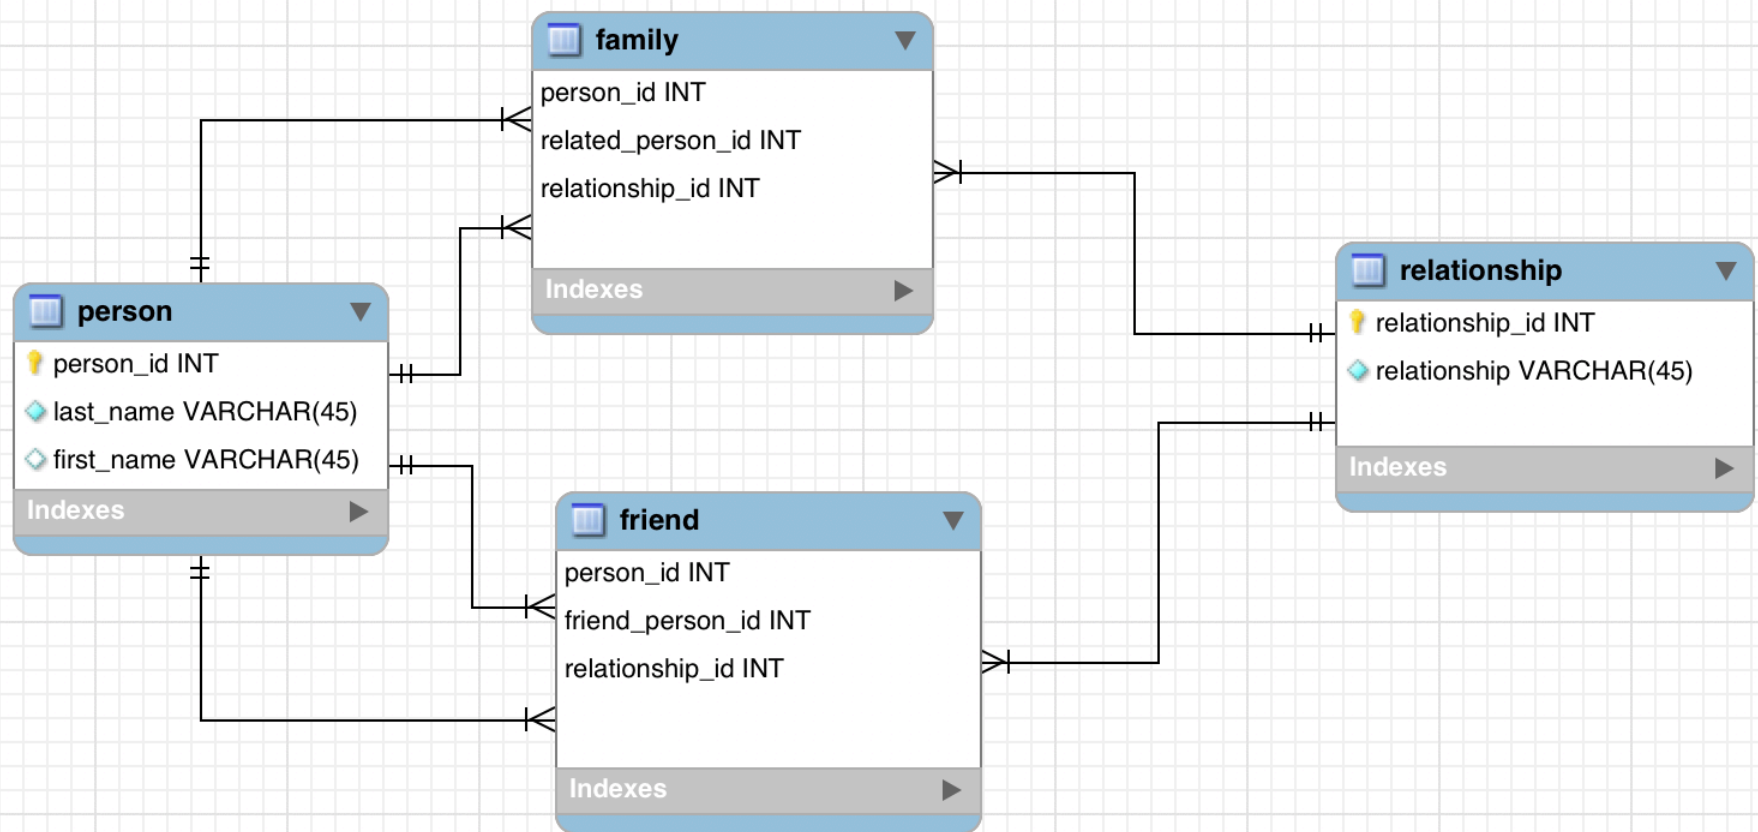 family
person_id INT
related_person_id INT
relationship_id INT
Indexes
person
person_id INT
last_name VARCHAR(45)
first_name VARCHAR(45)
Indexes
friend
person_id INT
friend_person_id INT
relationship_id INT
Indexes
relationship
relationship_id INT
relationship VARCHAR(45)
Indexes